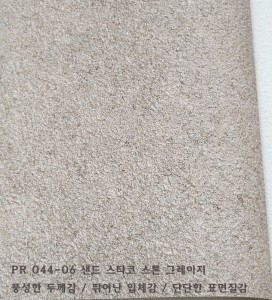 PR 044-06 샌드 스타코 스톤 그레이지
풍성한 두께감 / 뛰어난 입체감 / 단단한 표면질감